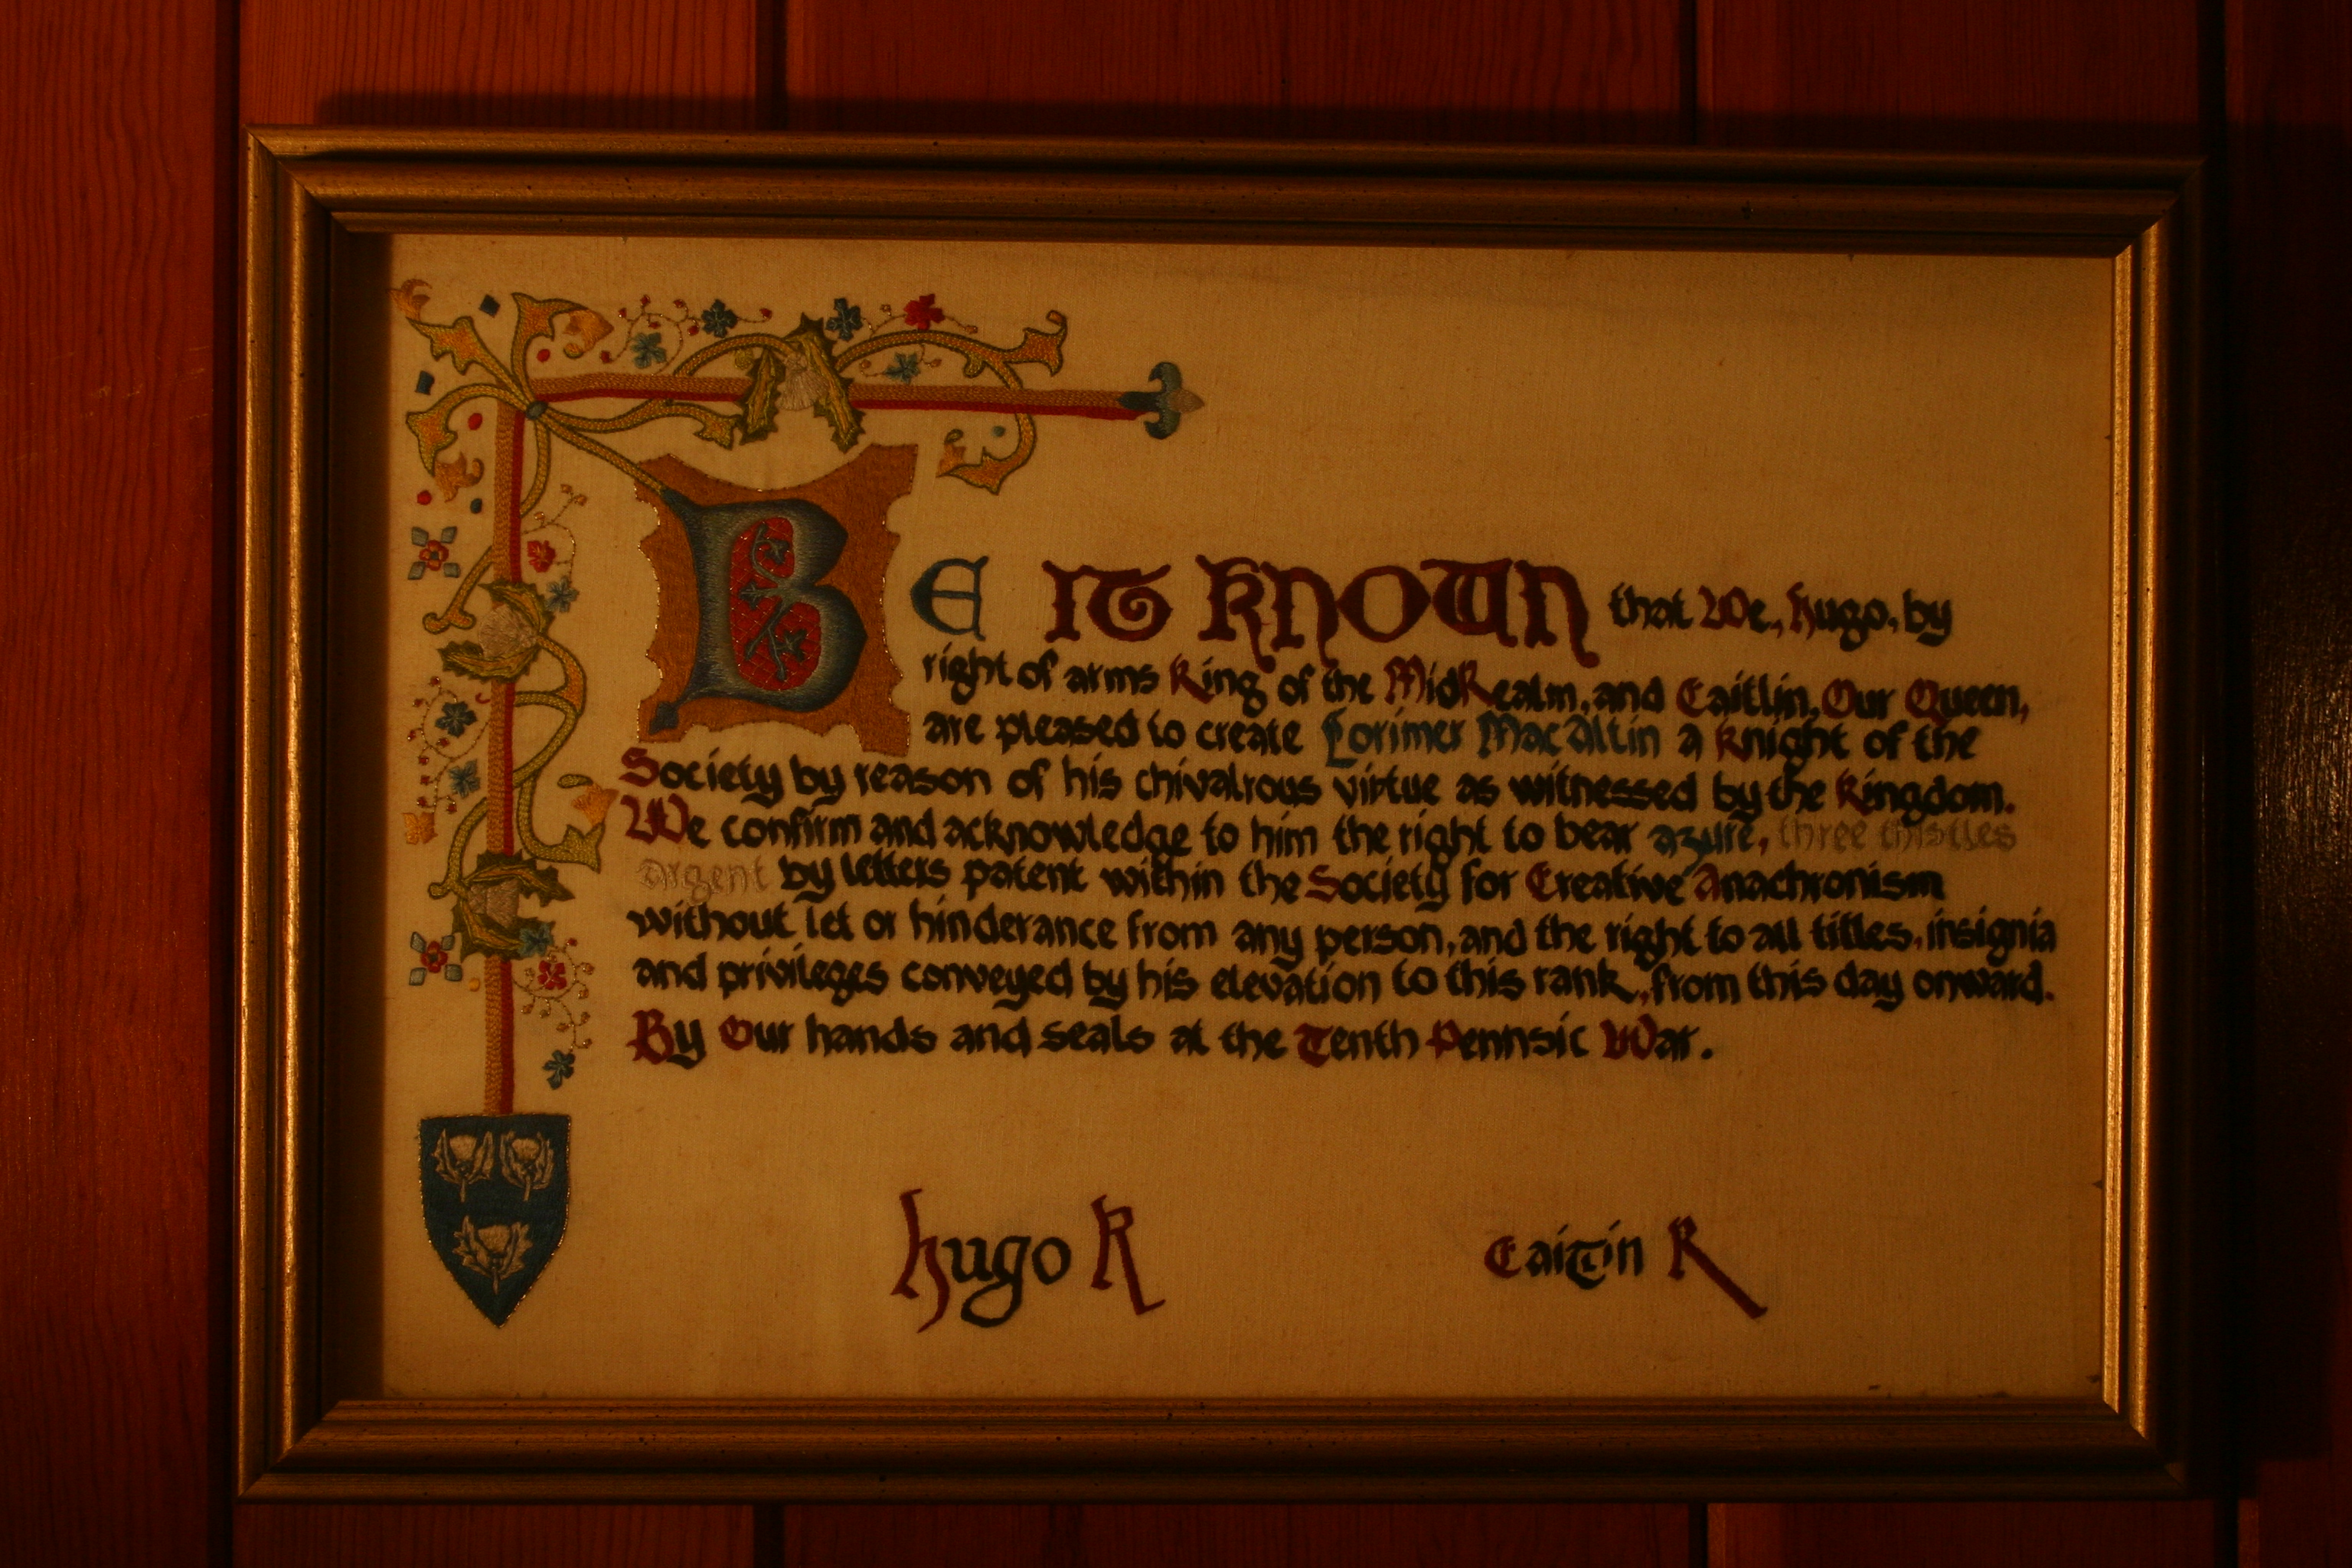 BE IT KNOWN that We, Hugo, by
right of arms King of the MidRealm, and Caitlin, Our Queen,
are pleased to create Lorimer MacAltin a Knight of the
Society by reason of his chivalrous virtue as witnessed by the Kingdom.
We confirm and acknowledge to him the right to bear azure, three thistles
argent by letters patent within the Society for Creative Anachronism
without let or hinderance from any person, and the right to all titles, insignia
and privileges conveyed by his elevation to this rank, from this day onward.
By Our hands and seals at the Tenth Pennsic War.
Hugo R
Caitlin R